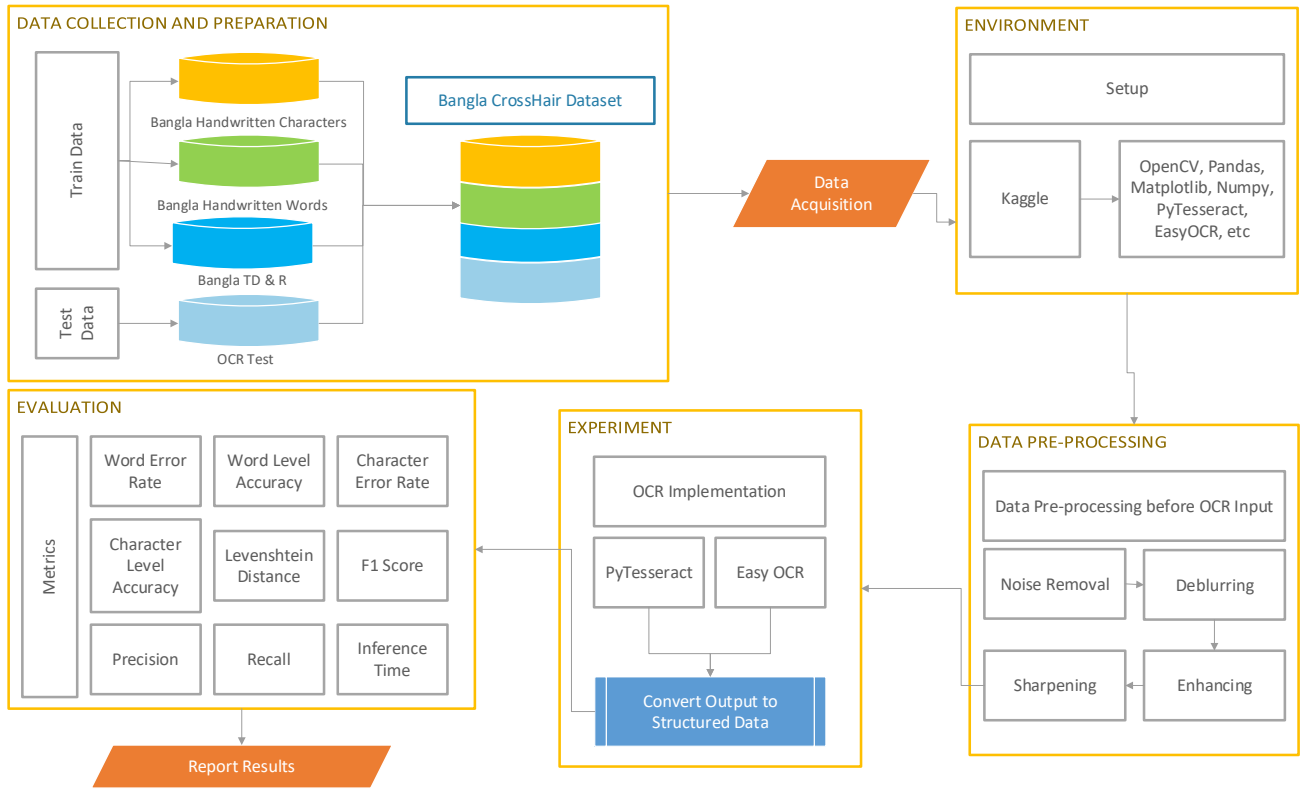 DATA COLLECTION AND PREPARATION
Train Data
Bangla Handwritten Characters
Bangla Handwritten Words
Bangla TD & R
Test
Data
OCR Test
Bangla CrossHair Dataset
Data
Acquisition
ENVIRONMENT
Setup
Kaggle
OpenCV, Pandas,
Matplotlib, Numpy,
PyTesseract,
EasyOCR, etc
DATA PRE-PROCESSING
Data Pre-processing before OCR Input
Noise Removal
Deblurring
Sharpening
Enhancing
EXPERIMENT
OCR Implementation
PyTesseract
Easy OCR
Convert Output to
Structured Data
EVALUATION
Metrics
Word Error
Rate
Word Level
Accuracy
Character
Error Rate
Character
Level
Accuracy
Levenshtein
Distance
F1 Score
Precision
Recall
Inference
Time
Report Results